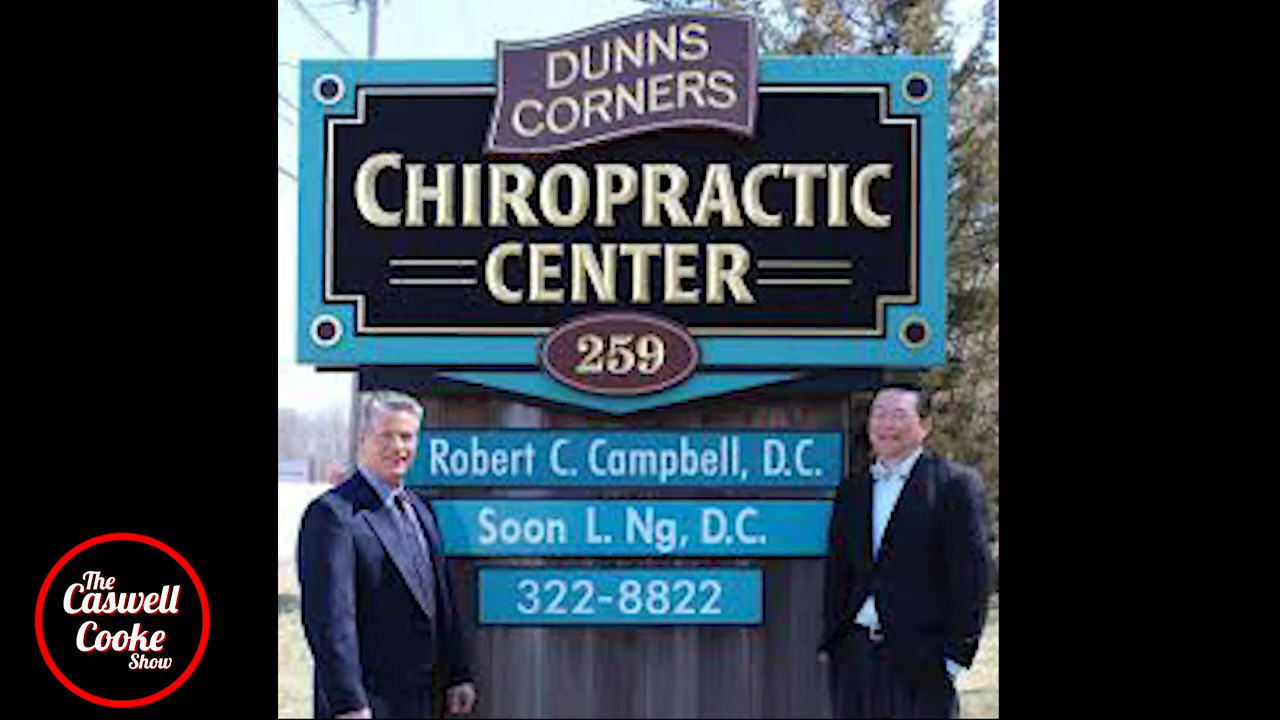 DUNNS
CORNERS
CHIROPRACTIC
CENTER
259
Robert C. Campbell, D.C.
Soon L. Ng, D.C.
322-8822
The
Caswell
Cooke
Show